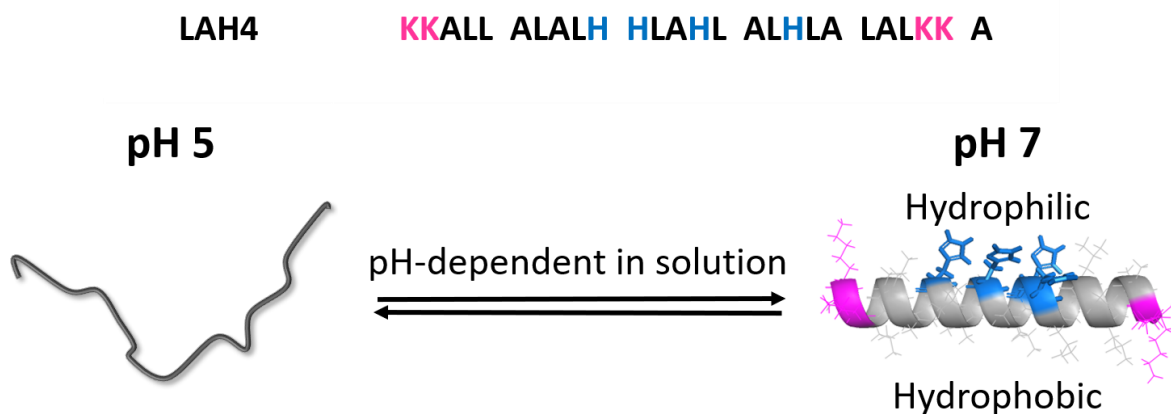 LAH4 KKALL ALALH HLAHL ALHLA LALKK A
pH 5 pH 7
Hydrophilic
pH-dependent in solution
Hydrophobic